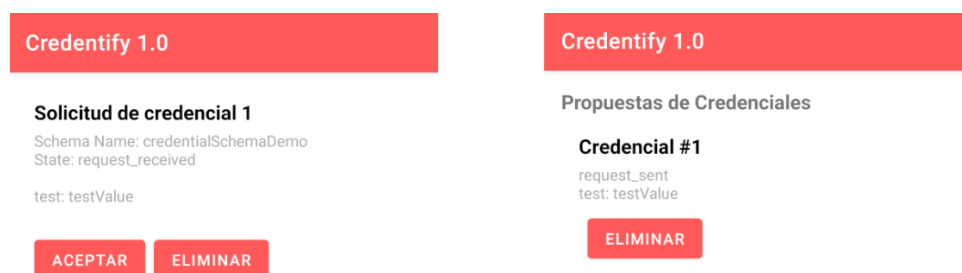 Credentify 1.0
Solicitud de credencial 1
Schema Name: credentialSchemaDemo
State: request_received
test: testValue
ACEPTAR ELIMINAR
Credentify 1.0
Propuestas de Credenciales
Credencial #1
request_sent
test: testValue
ELIMINAR